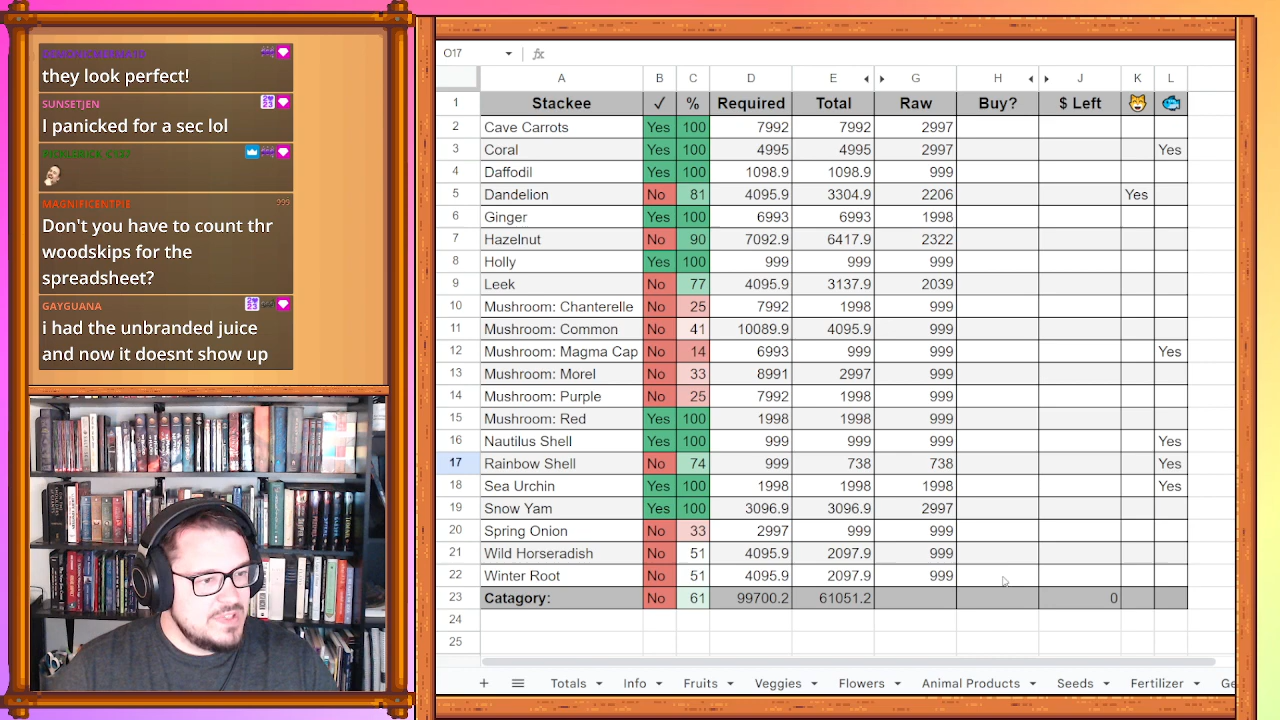 they look perfect!
SUNSETJEN
I panicked for a sec lol
MAGNIFICENTPIE
Don't you have to count thr
woodskips for the
spreadsheet?
GAYGUANA
i had the unbranded juice
and now it doesnt show up
O17
fx
A B C D E G H J K L
1 Stackee ✓ % Required Total Raw Buy? $ Left
2 Cave Carrots Yes 100 7992 7992 2997
3 Coral Yes 100 4995 4995 2997 Yes
4 Daffodil Yes 100 1098.9 1098.9 999
5 Dandelion No 81 4095.9 3304.9 2206 Yes
6 Ginger Yes 100 6993 6993 1998
7 Hazelnut No 90 7092.9 6417.9 2322
8 Holly Yes 100 999 999 999
9 Leek No 77 4095.9 3137.9 2039
10 Mushroom: Chanterelle No 25 7992 1998 999
11 Mushroom: Common No 41 10089.9 4095.9 999
12 Mushroom: Magma Cap No 14 6993 999 999 Yes
13 Mushroom: Morel No 33 8991 2997 999
14 Mushroom: Purple No 25 7992 1998 999
15 Mushroom: Red Yes 100 1998 1998 999
16 Nautilus Shell Yes 100 999 999 999 Yes
17 Rainbow Shell No 74 999 738 738 Yes
18 Sea Urchin Yes 100 1998 1998 1998 Yes
19 Snow Yam Yes 100 3096.9 3096.9 2997
20 Spring Onion No 33 2997 999 999
21 Wild Horseradish No 51 4095.9 2097.9 999
22 Winter Root No 51 4095.9 2097.9 999
23 Catagory: No 61 99700.2 61051.2 0
24
25
+ Totals Info Fruits Veggies Flowers Animal Products Seeds Fertilizer Ge